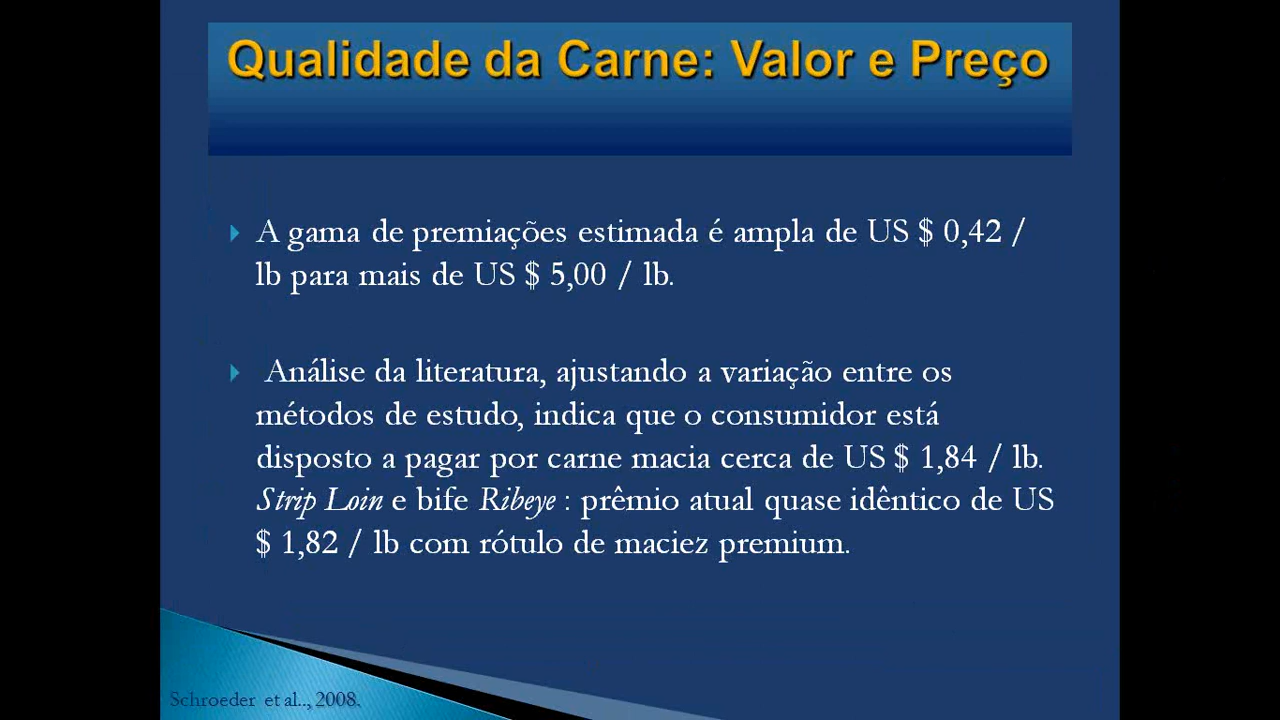 Qualidade da Carne: Valor e Preço
A gama de premiações estimada é ampla de US $ 0,42 /
lb para mais de US $ 5,00 / lb.
Análise da literatura, ajustando a variação entre os
métodos de estudo, indica que o consumidor está
disposto a pagar por carne macia cerca de US $ 1,84 / lb.
Strip Loin e bife Ribeye : prêmio atual quase idêntico de US
$ 1,82 / lb com rótulo de maciez premium.
Schroeder et al.., 2008.